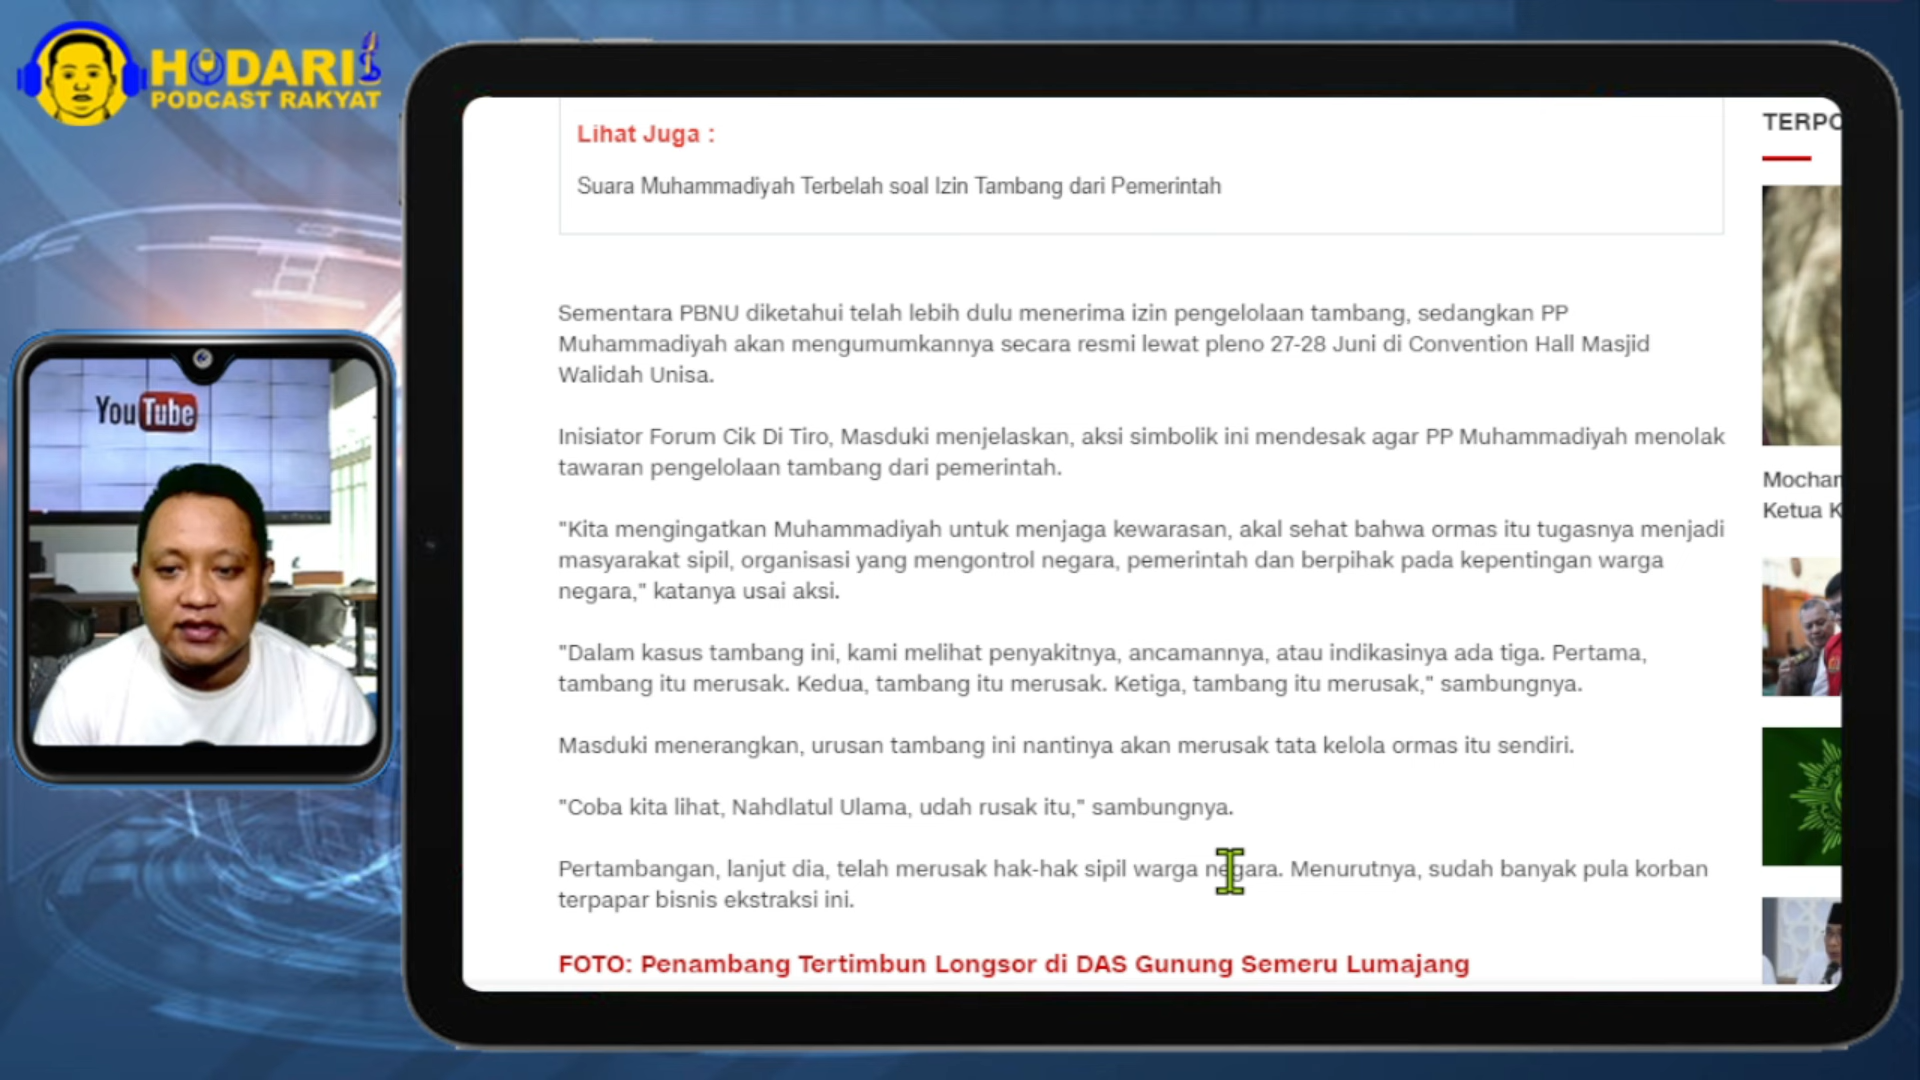 HODARI
PODCAST RAKYAT
YouTube
Lihat Juga :
Suara Muhammadiyah Terbelah soal Izin Tambang dari Pemerintah
Sementara PBNU diketahui telah lebih dulu menerima izin pengelolaan tambang, sedangkan PP
Muhammadiyah akan mengumumkannya secara resmi lewat pleno 27-28 Juni di Convention Hall Masjid
Walidah Unisa.
Inisiator Forum Cik Di Tiro, Masduki menjelaskan, aksi simbolik ini mendesak agar PP Muhammadiyah menolak
tawaran pengelolaan tambang dari pemerintah.
"Kita mengingatkan Muhammadiyah untuk menjaga kewarasan, akal sehat bahwa ormas itu tugasnya menjadi
masyarakat sipil, organisasi yang mengontrol negara, pemerintah dan berpihak pada kepentingan warga
negara," katanya usai aksi.
"Dalam kasus tambang ini, kami melihat penyakitnya, ancamannya, atau indikasinya ada tiga. Pertama,
tambang itu merusak. Kedua, tambang itu merusak. Ketiga, tambang itu merusak," sambungnya.
Masduki menerangkan, urusan tambang ini nantinya akan merusak tata kelola ormas itu sendiri.
"Coba kita lihat, Nahdlatul Ulama, udah rusak itu," sambungnya.
Pertambangan, lanjut dia, telah merusak hak-hak sipil warga negara. Menurutnya, sudah banyak pula korban
terpapar bisnis ekstraksi ini.
FOTO: Penambang Tertimbun Longsor di DAS Gunung Semeru Lumajang
TERPO
Mochar
Ketua K